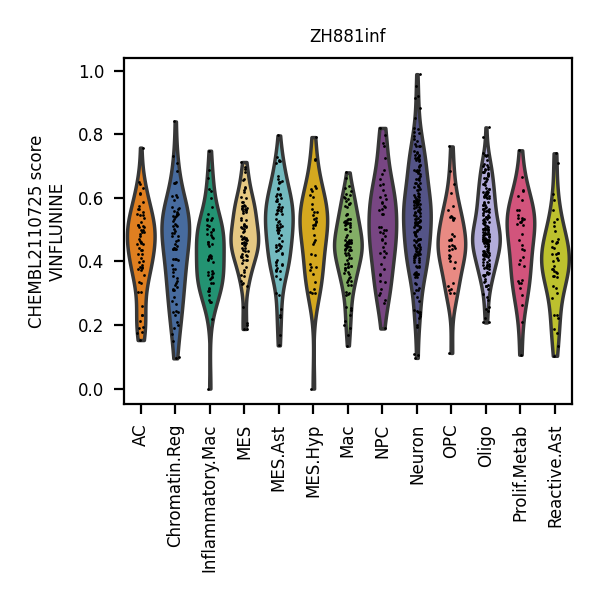 ZH881inf
CHEMBL2110725 score
VINFLUNINE
1.0
0.8
0.6
0.4
0.2
0.0
AC
Chromatin.Reg
Inflammatory.Mac
MES
MES.Ast
MES.Hyp
Mac
NPC
Neuron
OPC
Oligo
Prolif.Metab
Reactive.Ast